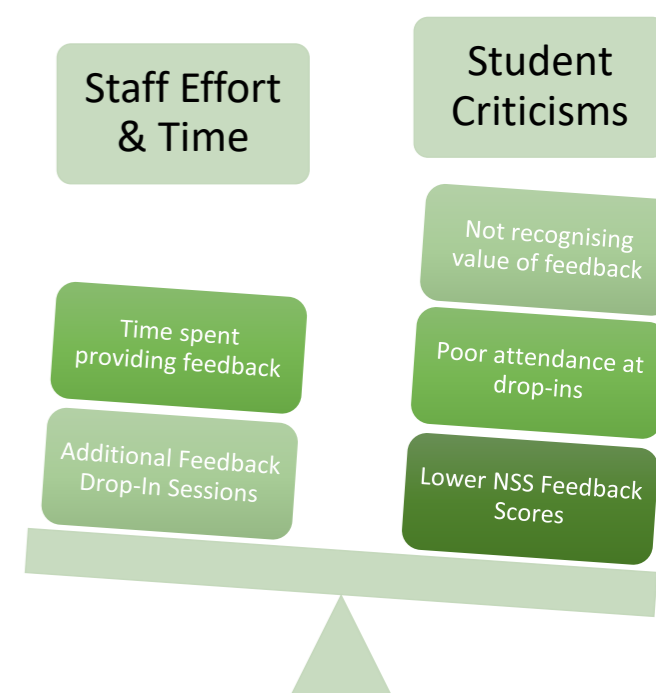 Staff Effort
& Time
Student
Criticisms
Not recognising
value of feedback
Time spent
providing feedback
Poor attendance at
drop-ins
Additional Feedback
Drop-In Sessions
Lower NSS Feedback
Scores